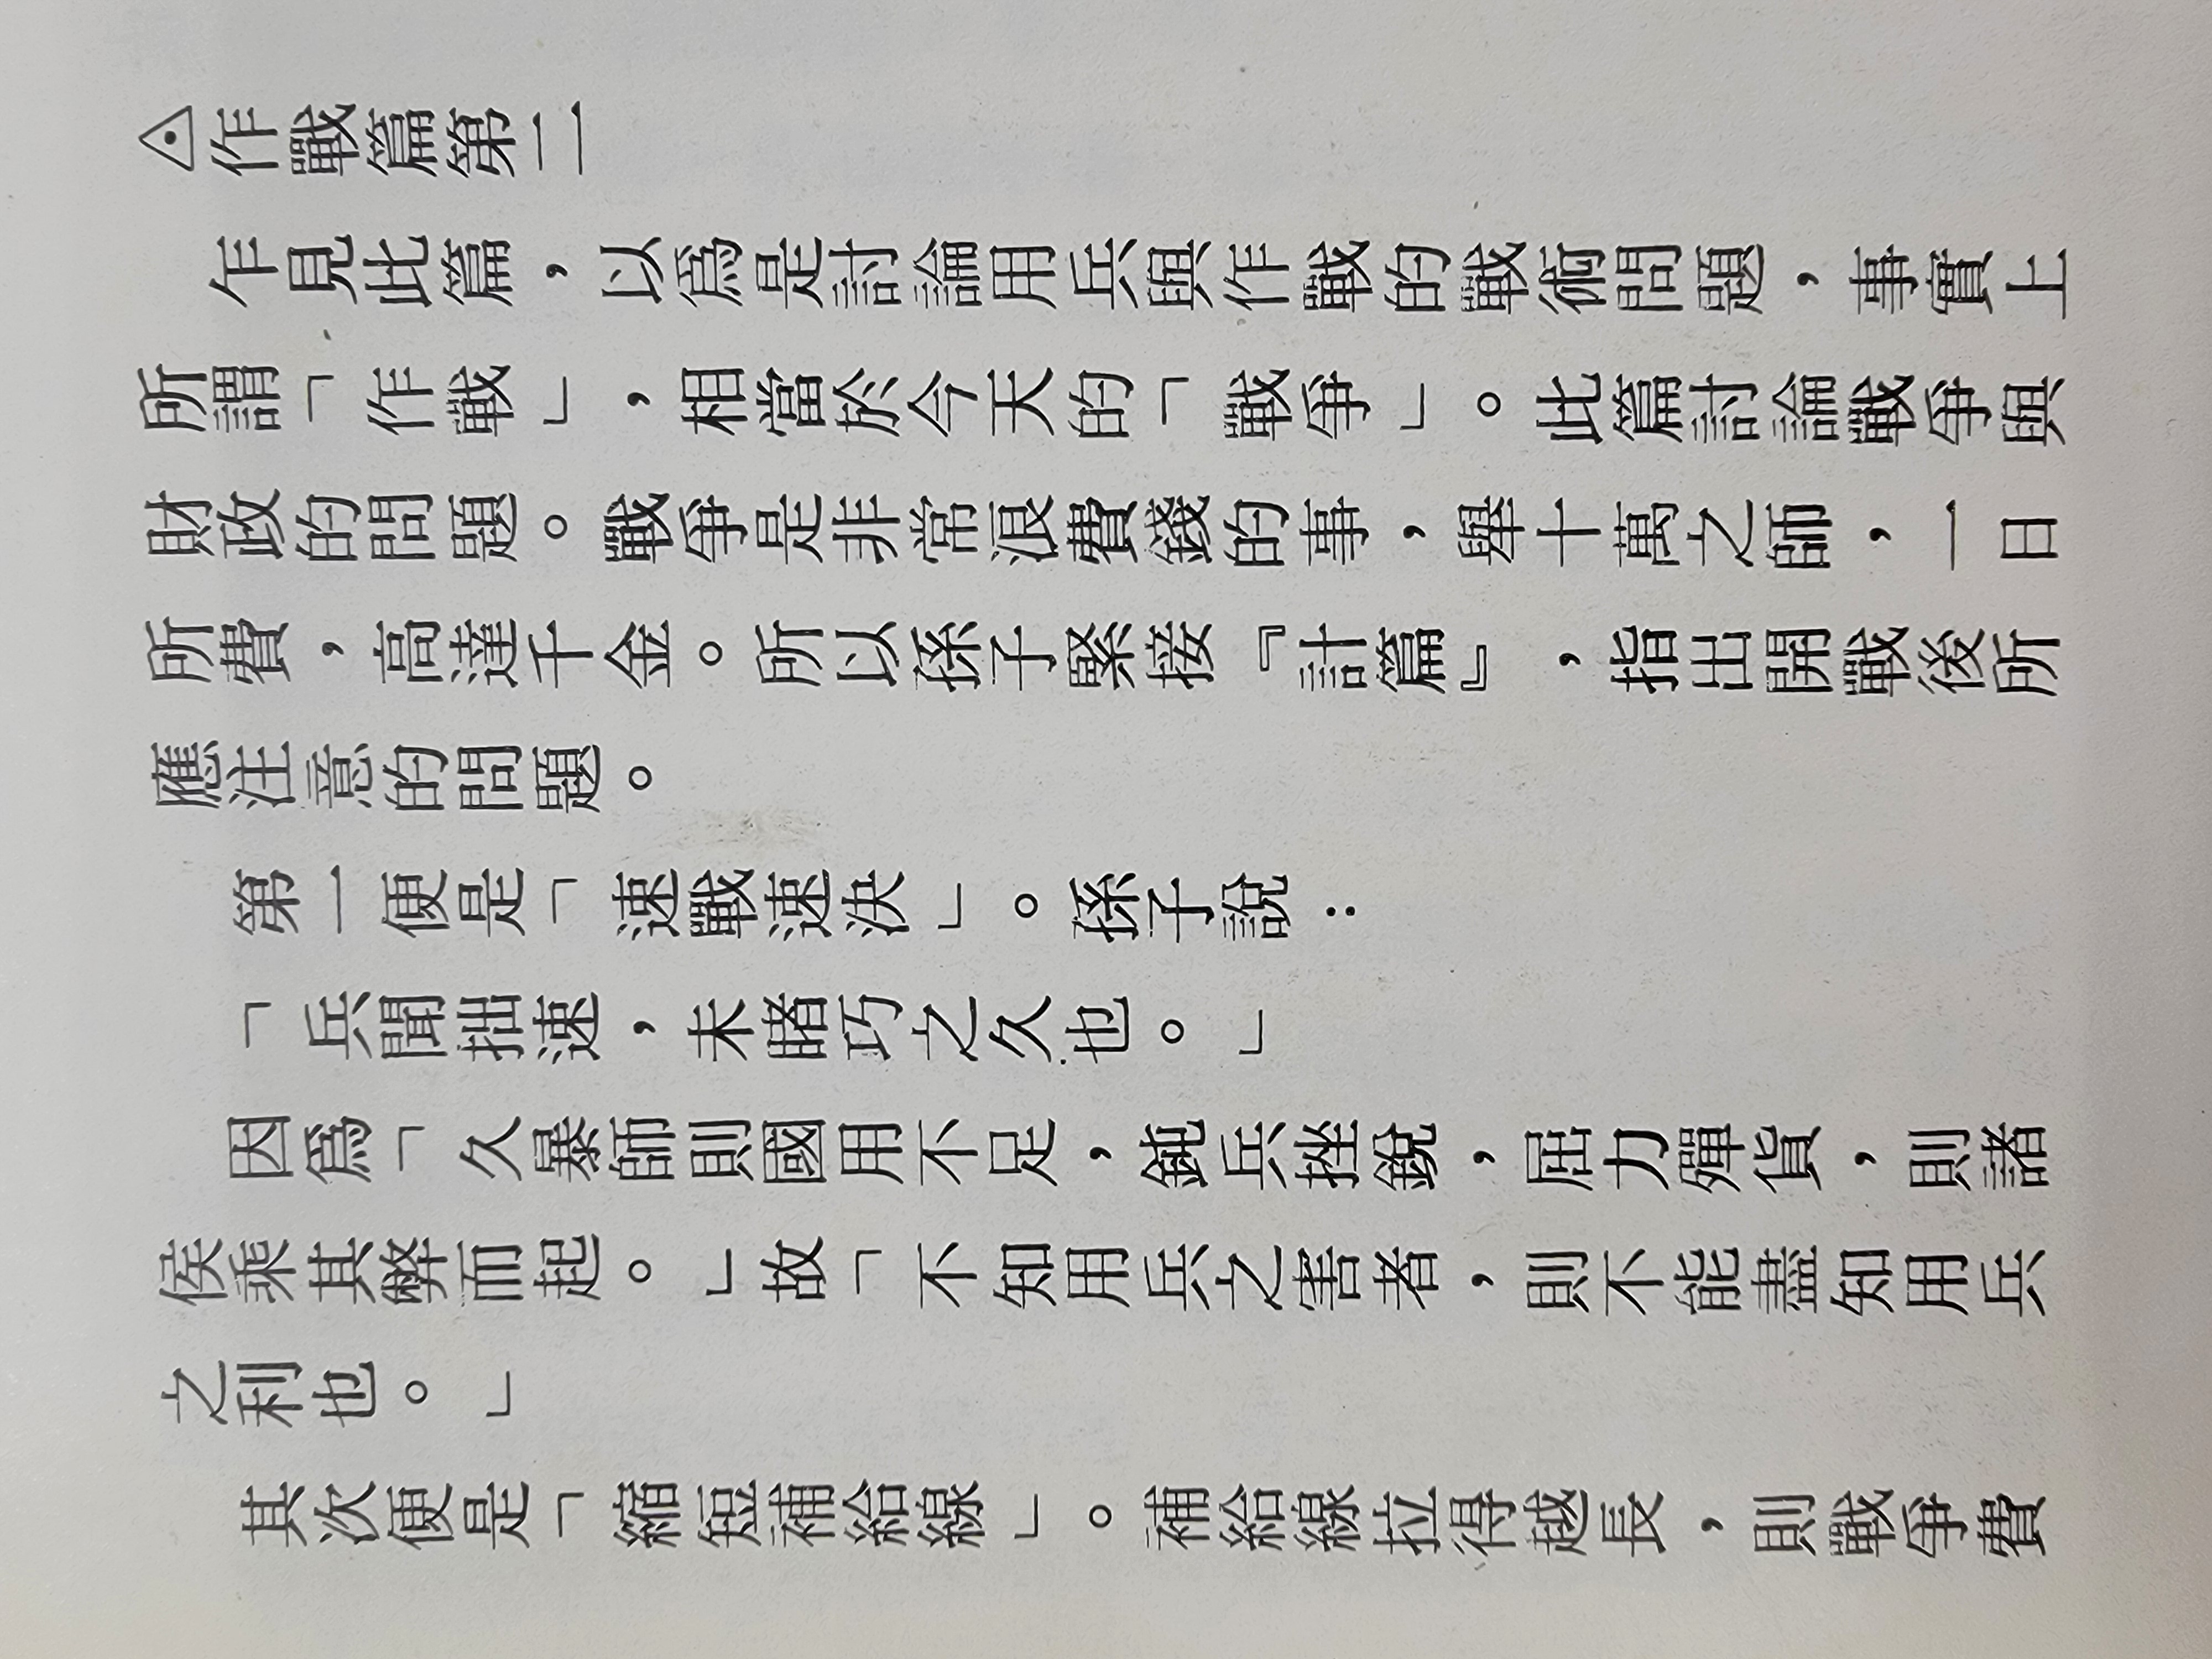 ◬作戰篇第二
乍見此篇，以爲是討論用兵與作戰的戰術問題，事實上
所謂「作戰」，相當於今天的「戰爭」。此篇討論戰爭與
財政的問題。戰爭是非常浪費錢的事，舉十萬之師，一日
所費，高達千金。所以孫子緊接『計篇』，指出開戰後所
應注意的問題。
第一便是「速戰速決」。孫子說：
「兵聞拙速，未睹巧之久也。」
因爲「久暴師則國用不足，鈍兵挫銳，屈力殫貨，則諸
侯乘其弊而起。」故「不知用兵之害者，則不能盡知用兵
之利也。」
其次便是「縮短補給線」。補給線拉得越長，則戰爭費